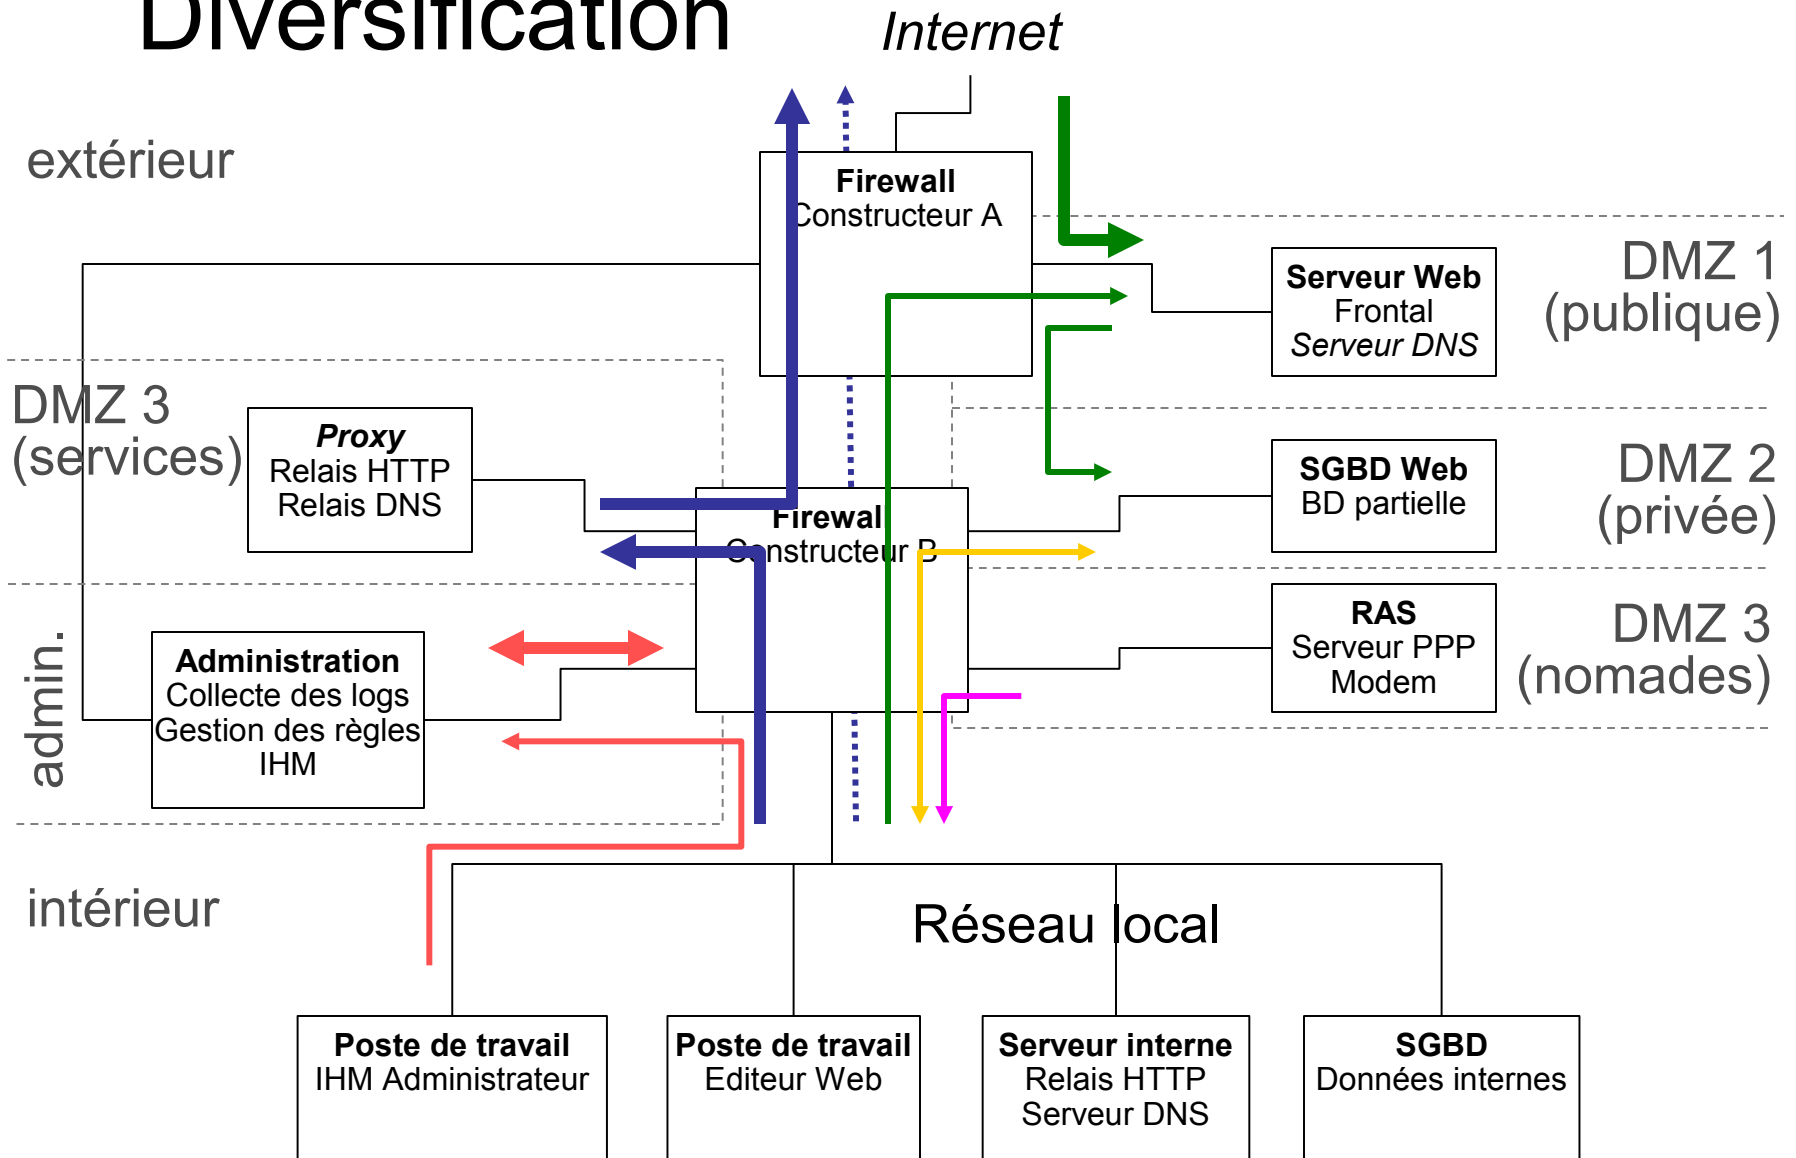 Diversification
Internet
extérieur
Firewall
Constructeur A
DMZ 1
(publique)
Serveur Web
Frontal
Serveur DNS
DMZ 3
(services)
Proxy
Relais HTTP
Relais DNS
SGBD Web
BD partielle
DMZ 2
(privée)
Firewall
Constructeur B
admin.
Administration
Collecte des logs
Gestion des règles
IHM
RAS
Serveur PPP
Modem
DMZ 3
(nomades)
intérieur
Réseau local
Poste de travail
IHM Administrateur
Poste de travail
Editeur Web
Serveur interne
Relais HTTP
Serveur DNS
SGBD
Données internes